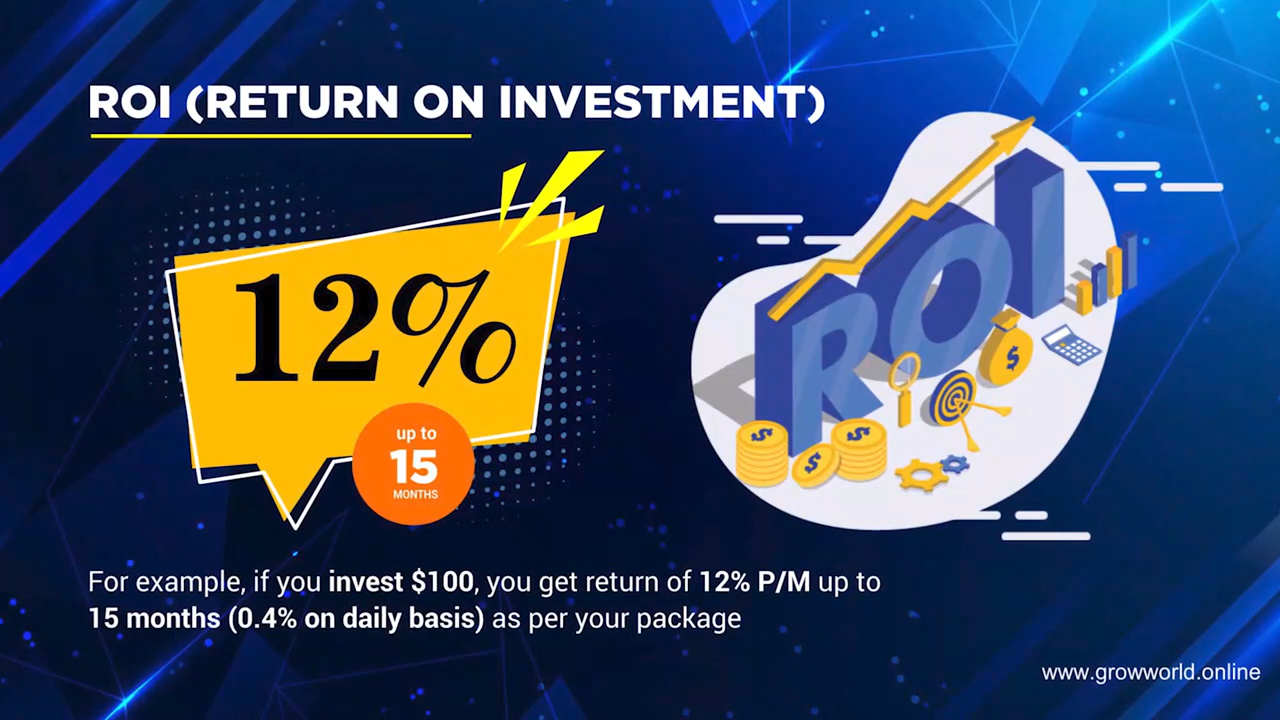 ROI (RETURN ON INVESTMENT)
12%
up to
15
MONTHS
ROI
For example, if you invest $100, you get return of 12% P/M up to
15 months (0.4% on daily basis) as per your package
www.growworld.online